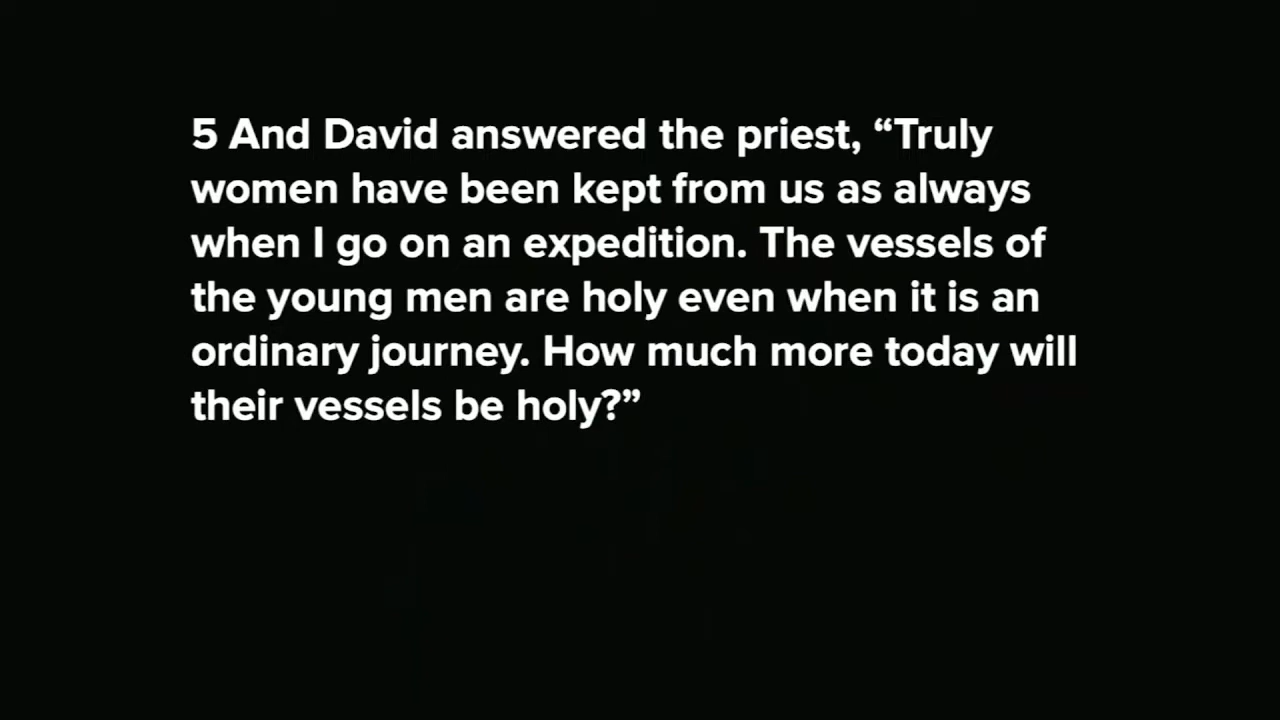 5 And David answered the priest, “Truly
women have been kept from us as always
when I go on an expedition. The vessels of
the young men are holy even when it is an
ordinary journey. How much more today will
their vessels be holy?”